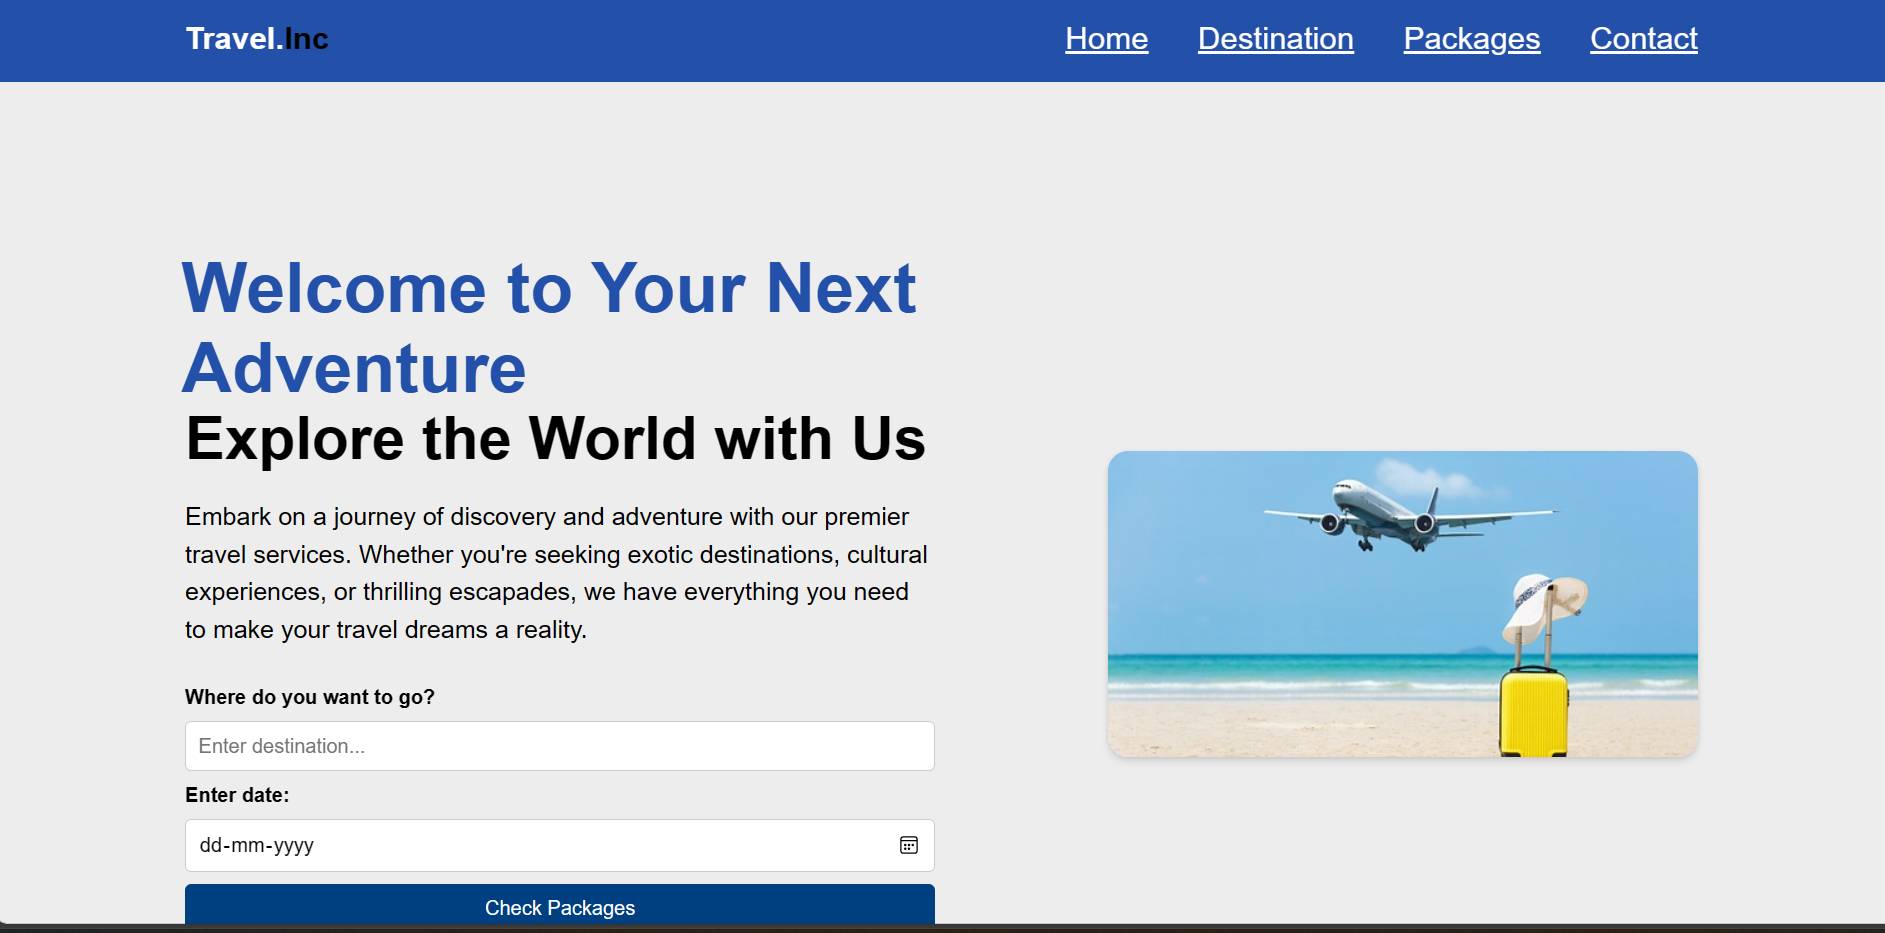 Travel.Inc
Home Destination Packages Contact
Welcome to Your Next
Adventure
Explore the World with Us
Embark on a journey of discovery and adventure with our premier
travel services. Whether you're seeking exotic destinations, cultural
experiences, or thrilling escapades, we have everything you need
to make your travel dreams a reality.
Where do you want to go?
Enter destination...
Enter date:
dd-mm-yyyy
Check Packages